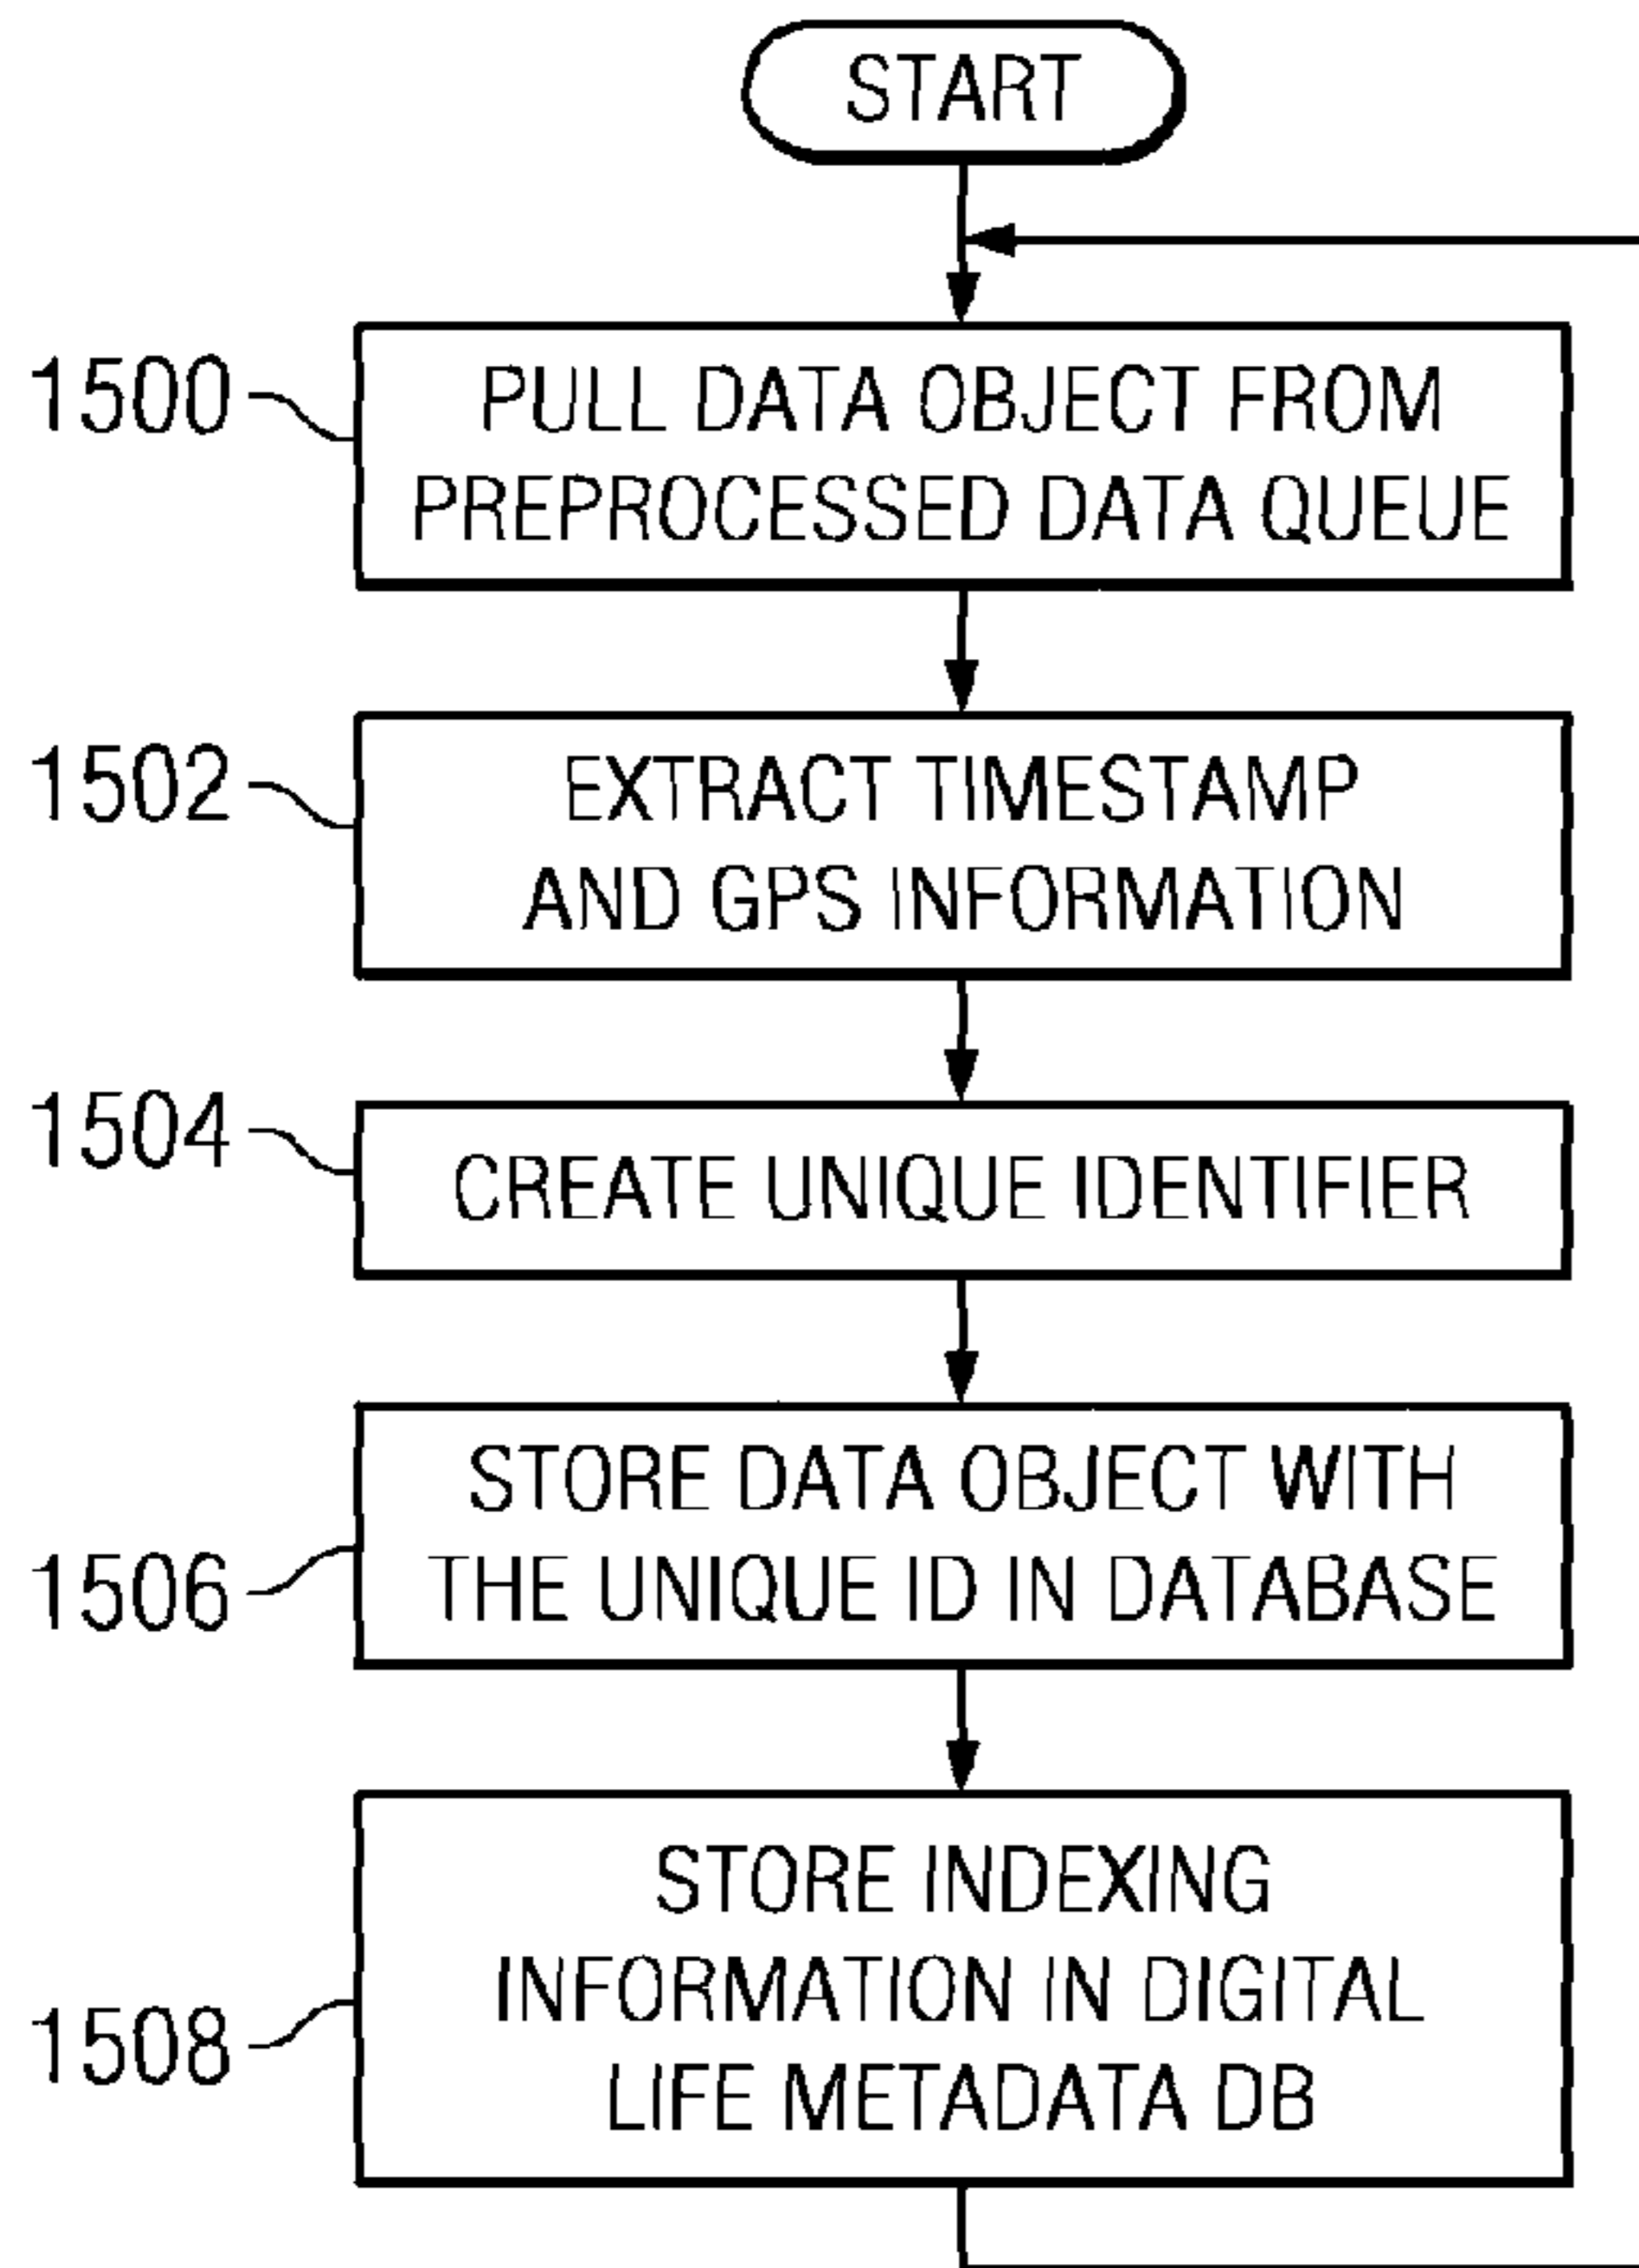 START
1500
PULL DATA OBJECT FROM
PREPROCESSED DATA QUEUE
1502
EXTRACT TIMESTAMP
AND GPS INFORMATION
1504
CREATE UNIQUE IDENTIFIER
1506
STORE DATA OBJECT WITH
THE UNIQUE ID IN DATABASE
1508
STORE INDEXING
INFORMATION IN DIGITAL
LIFE METADATA DB